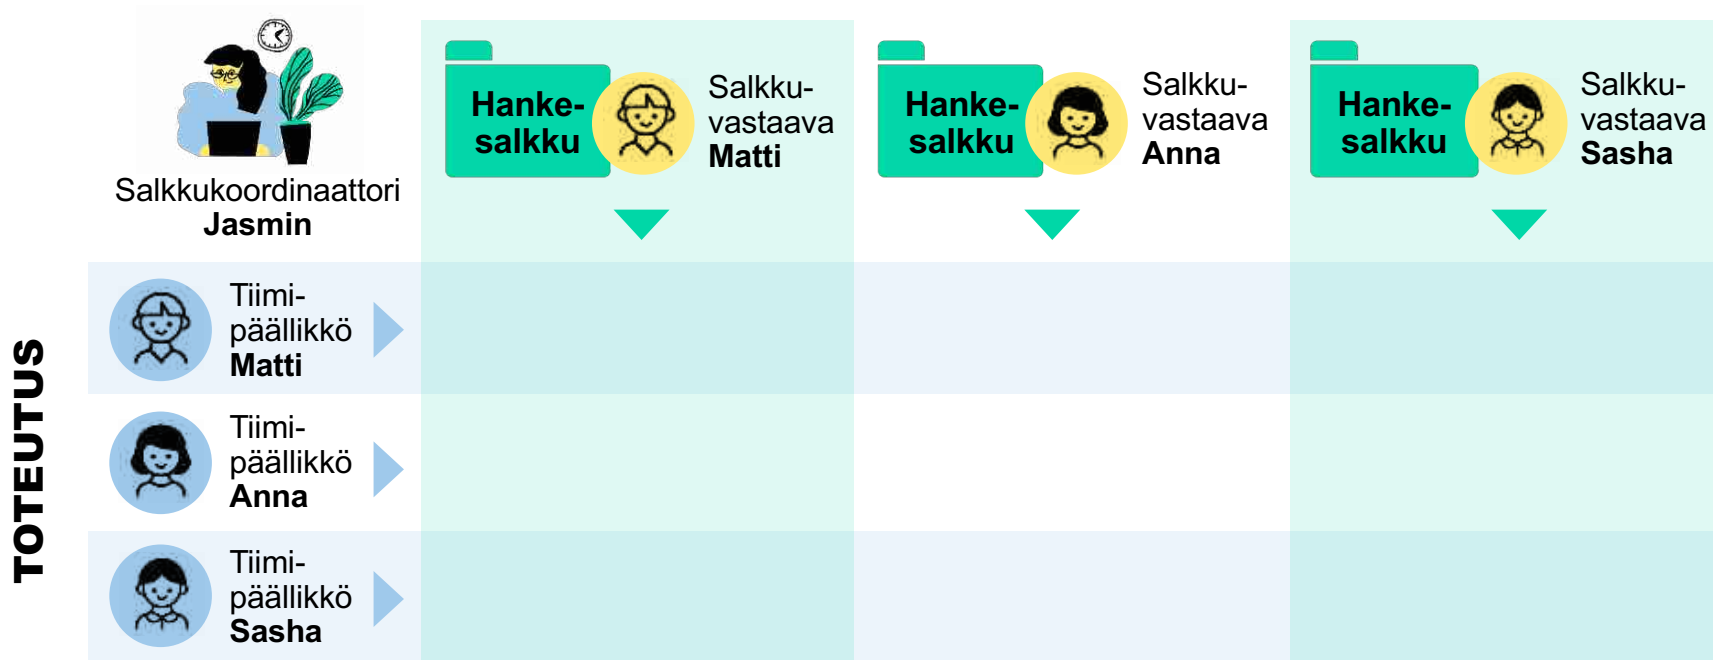 Salkkukoordinaattori
Jasmin
Hanke-
salkku
Salkku-
vastaava
Matti
Hanke-
salkku
Salkku-
vastaava
Anna
Hanke-
salkku
Salkku-
vastaava
Sasha
TOTEUTUS
Tiimi-
päällikkö
Matti
Tiimi-
päällikkö
Anna
Tiimi-
päällikkö
Sasha